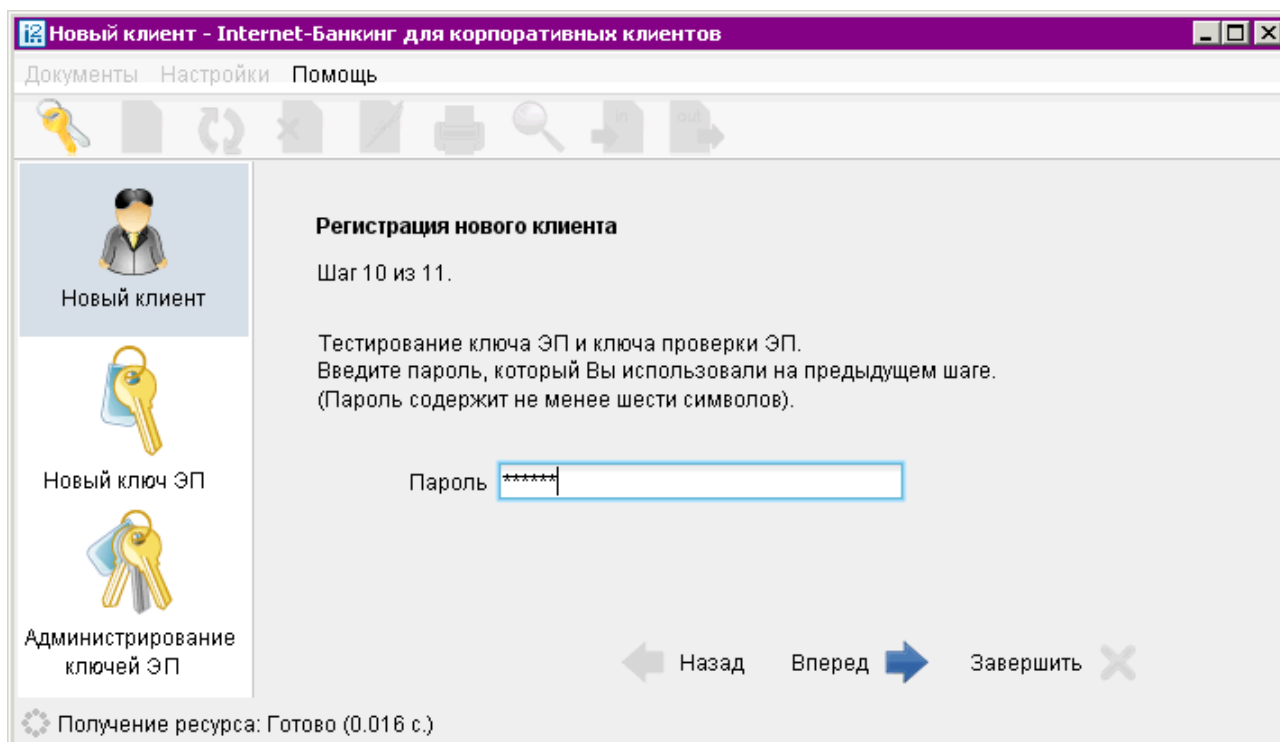 Новый клиент - Internet-Банкинг для корпоративных клиентов
Документы Настройки Помощь
in
out
Новый клиент
Новый ключ ЭП
Администрирование
ключей ЭП
Регистрация нового клиента
Шаг 10 из 11.
Тестирование ключа ЭП и ключа проверки ЭП.
Введите пароль, который Вы использовали на предыдущем шаге.
(Пароль содержит не менее шести символов).
Пароль ******
Назад Вперед Завершить
Получение ресурса: Готово (0.016 с.)